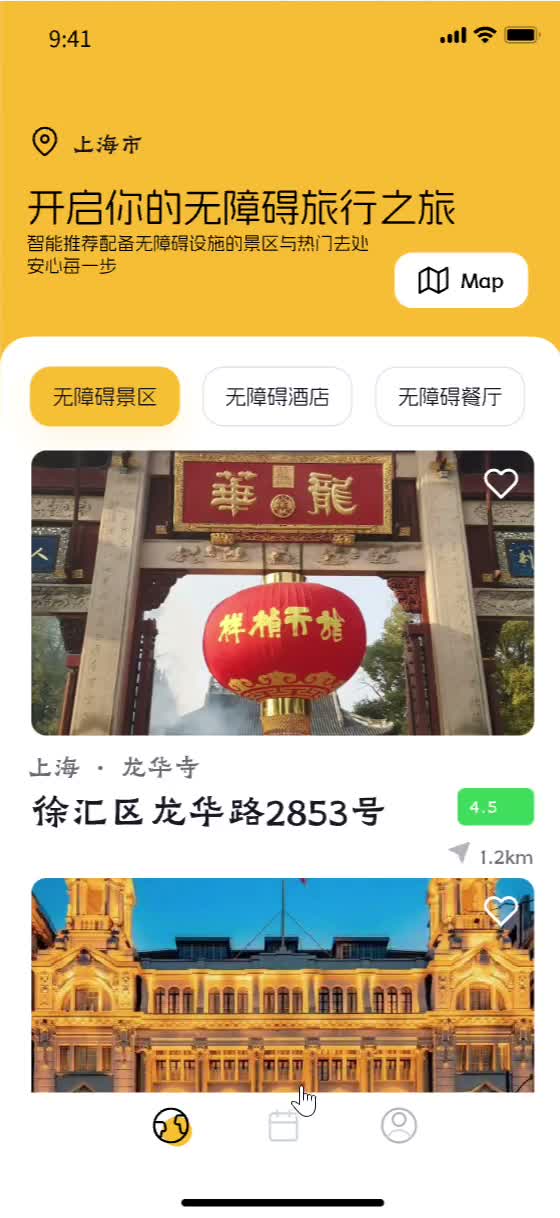 9:41
上海市
开启你的无障碍旅行之旅
智能推荐配备无障碍设施的景区与热门去处
安心每一步
Map
无障碍景区
无障碍酒店
无障碍餐厅
華龍
人
祥槙示
上海 · 龙华寺
徐汇区龙华路2853号
4.5
1.2km